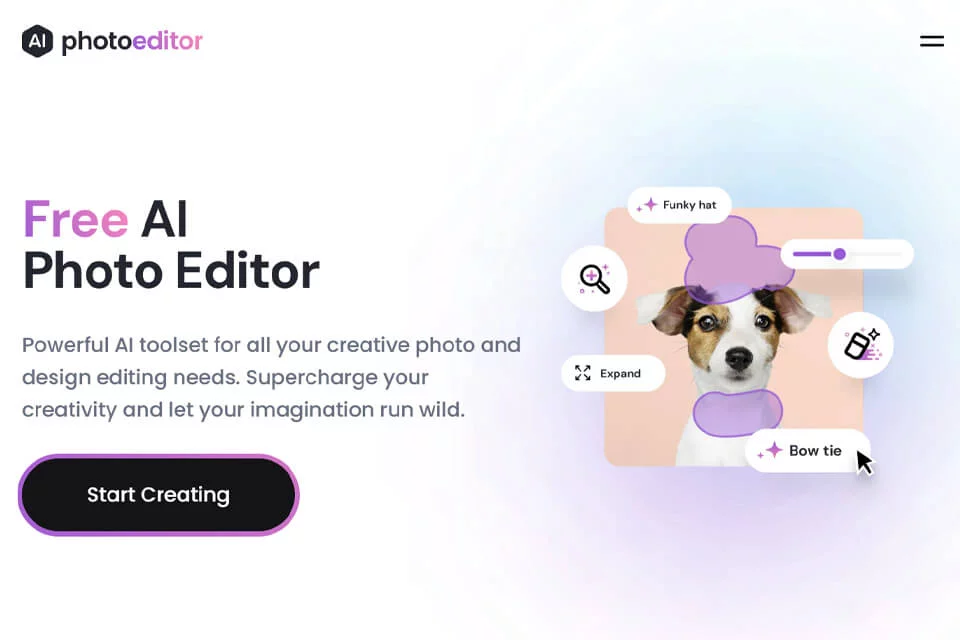 AI photoeditor
Free AI
Photo Editor
Powerful AI toolset for all your creative photo and
design editing needs. Supercharge your
creativity and let your imagination run wild.
Start Creating
Funky hat
Expand
Bow tie